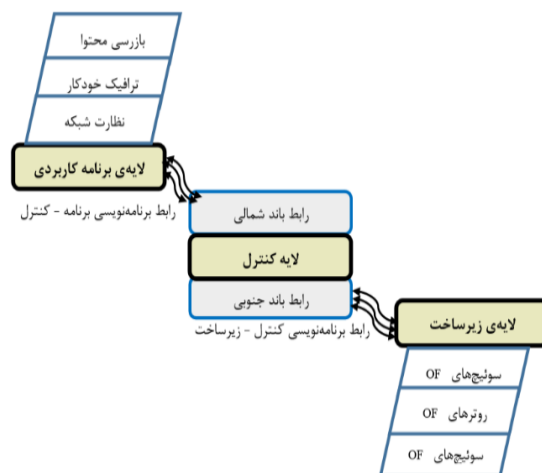 بازرسی محتوا
ترافیک خودکار
نظارت شبکه
لایه‌ی برنامه کاربردی
رابط برنامه‌نویسی برنامه - کنترل
رابط باند شمالی
لایه کنترل
رابط باند جنوبی
رابط برنامه‌نویسی کنترل - زیرساخت
لایه‌ی زیرساخت
سوئیچ‌های OF
روترهای OF
سوئیچ‌های OF